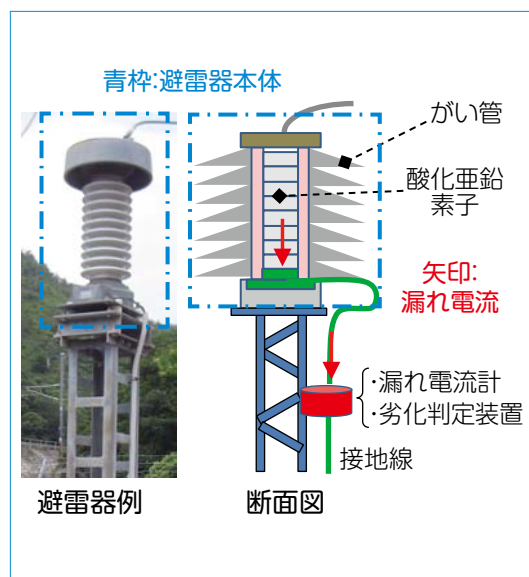 青枠:避雷器本体
がい管
酸化亜鉛
素子
矢印:
漏れ電流
・漏れ電流計
・劣化判定装置
接地線
避雷器例
断面図